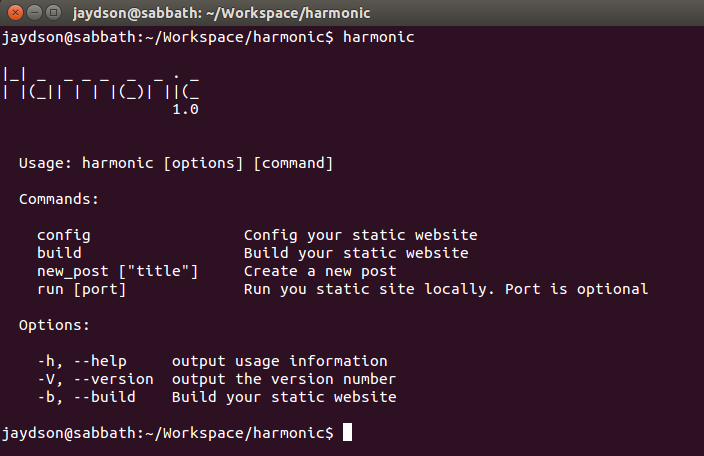 jaydson@sabbath: ~/Workspace/harmonic
jaydson@sabbath:~/Workspace/harmonic$ harmonic
|_| _  _ _ _  _  _ . _
| |(_|| | | |(_)| ||(_
1.0
Usage: harmonic [options] [command]
Commands:
config                 Config your static website
build                  Build your static website
new_post ["title"]     Create a new post
run [port]             Run you static site locally. Port is optional
Options:
-h, --help     output usage information
-V, --version  output the version number
-b, --build    Build your static website
jaydson@sabbath:~/Workspace/harmonic$